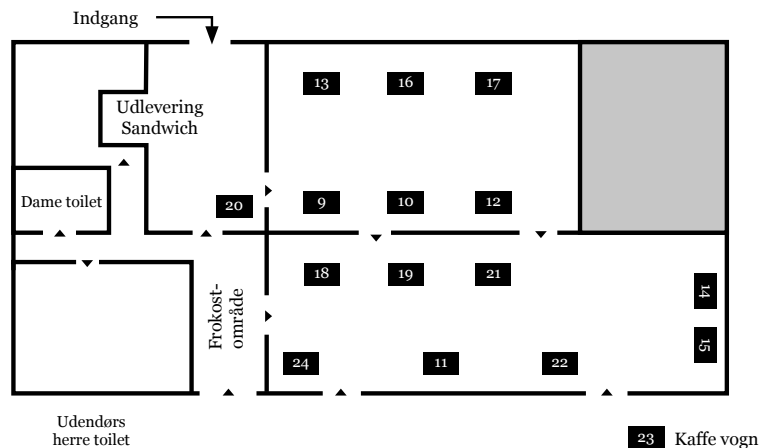 Indgang
13
16
17
Udlevering
Sandwich
Dame toilet
20
9
10
12
18
19
21
14
Frokost-
område
15
24
11
22
Udendørs
herre toilet
23 Kaffe vogn